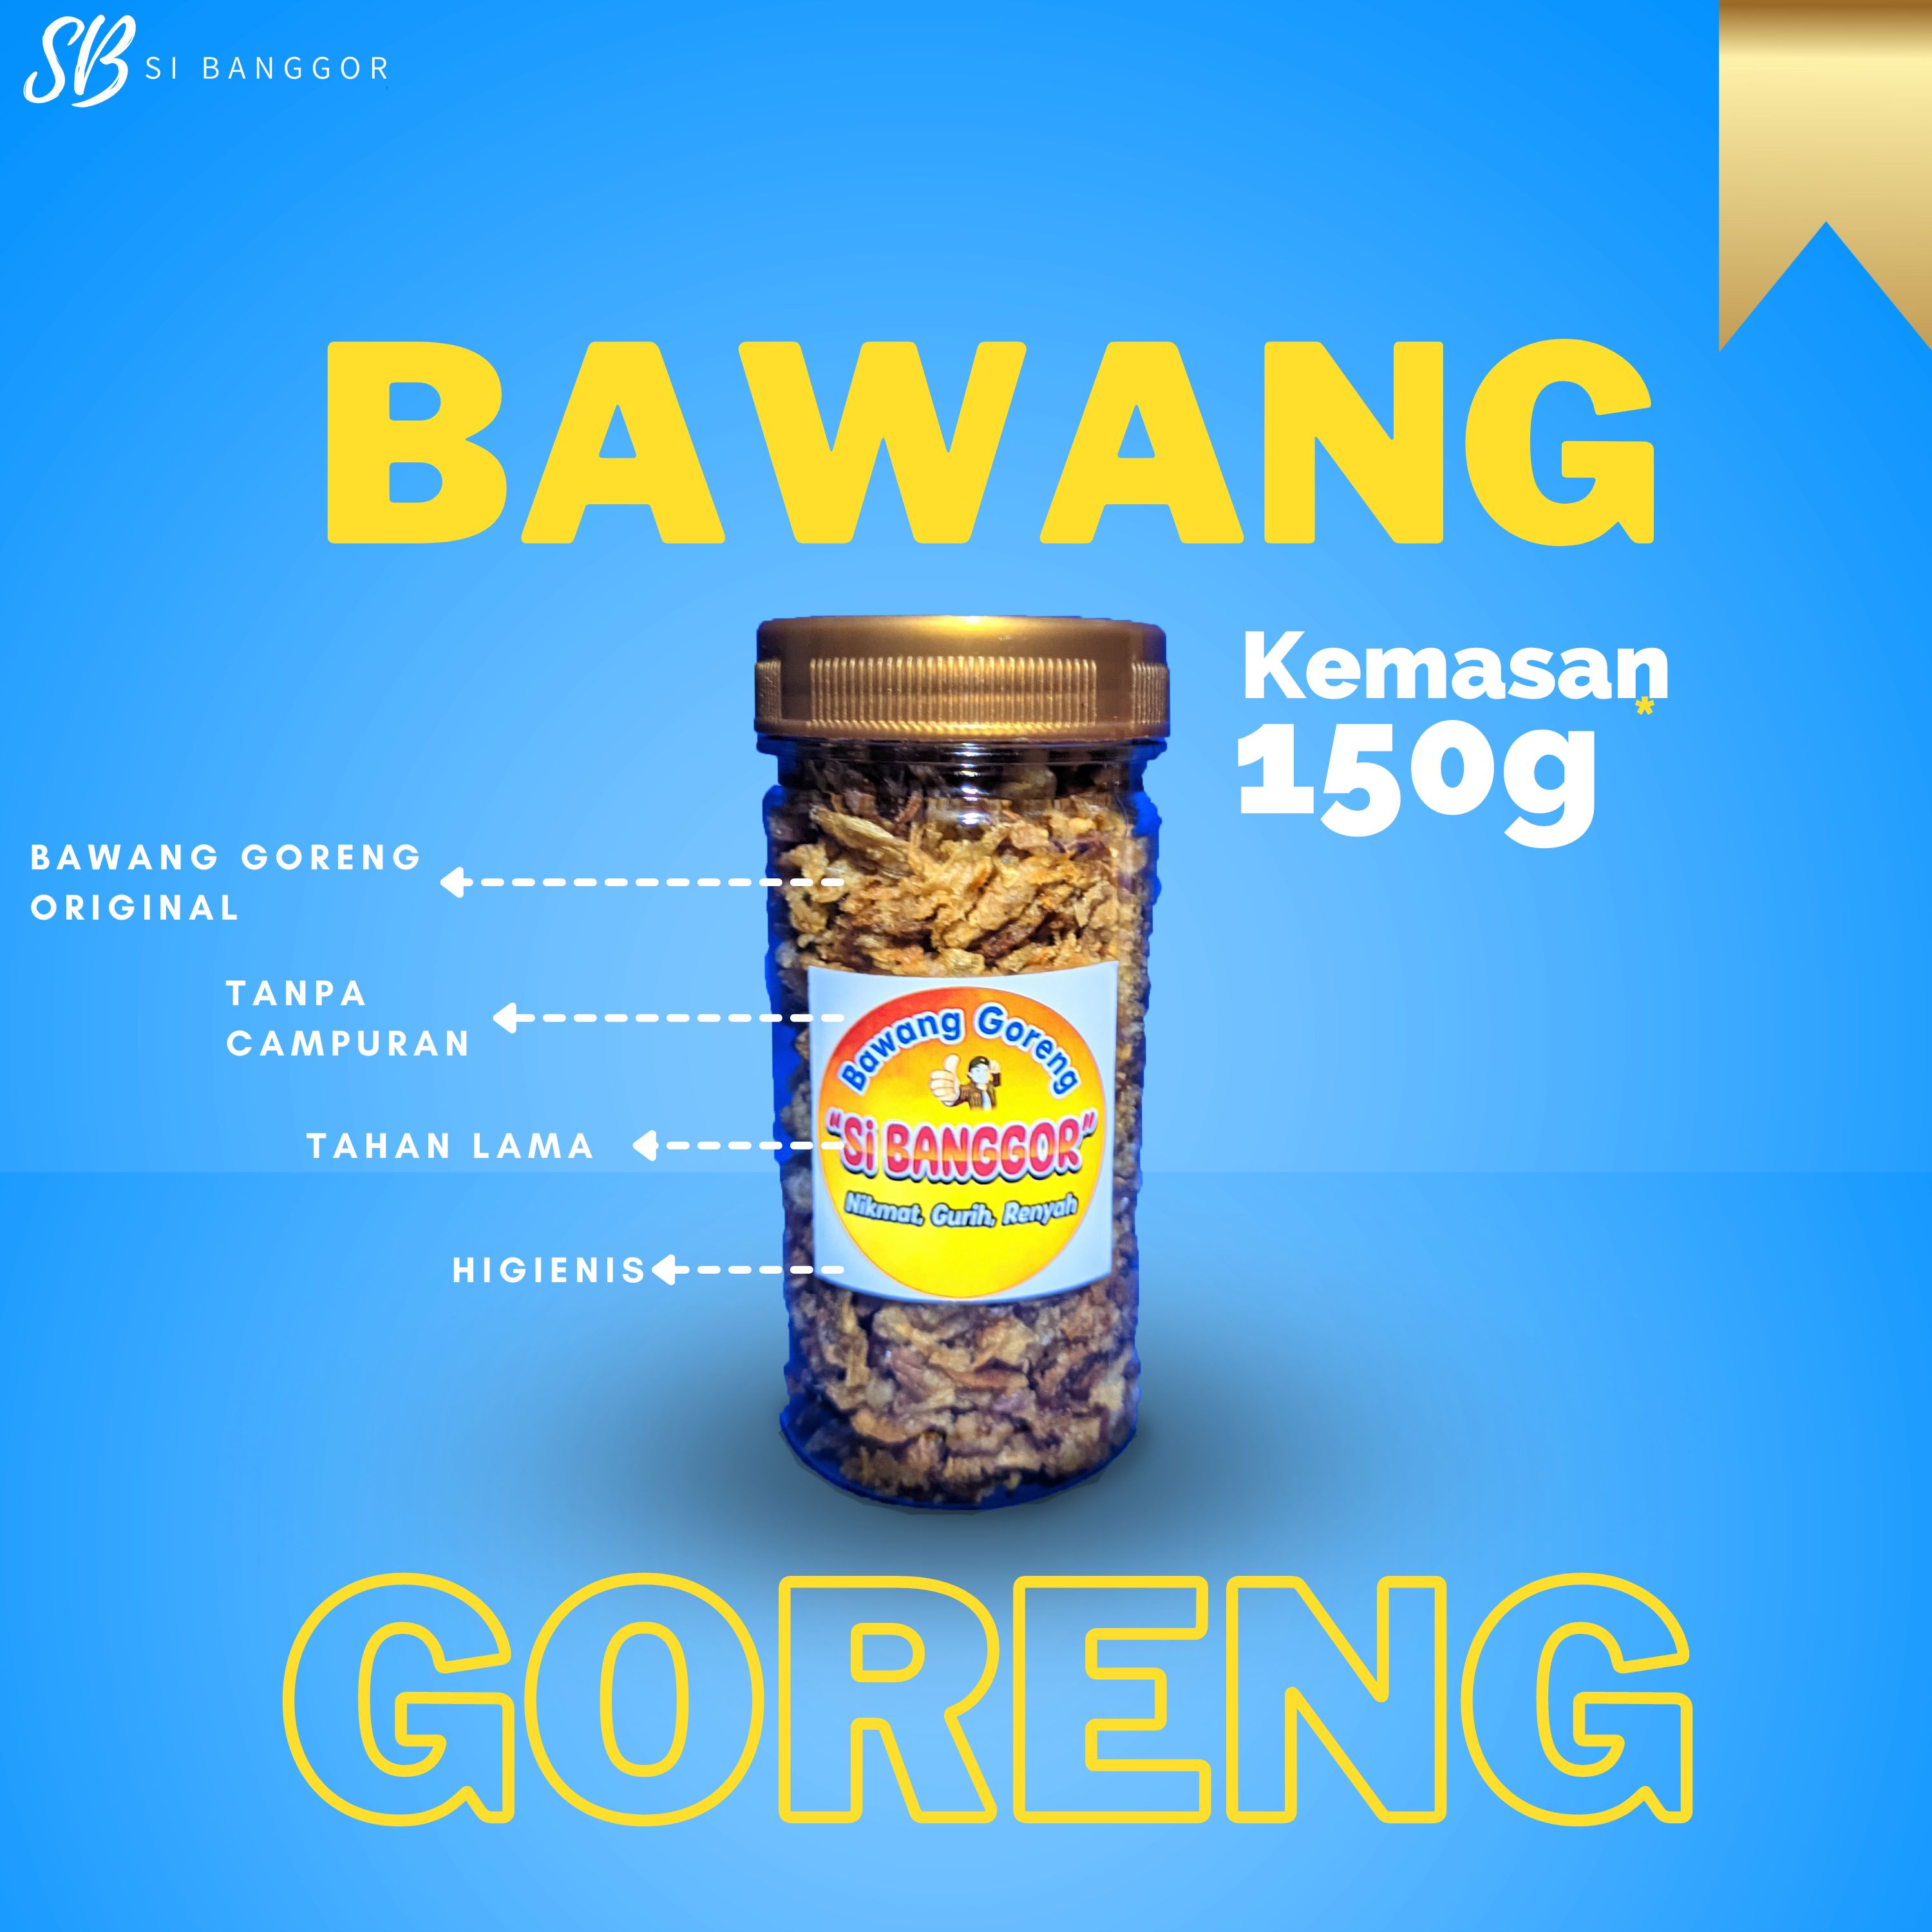 SB SI BANGGOR
BAWANG
Kemasan
150g*
BAWANG GORENG
ORIGINAL
TANPA
CAMPURAN
TAHAN LAMA
HIGIENIS
Bawang Goreng
"Si BANGGOR"
Nikmat, Gurih, Renyah
GORENG